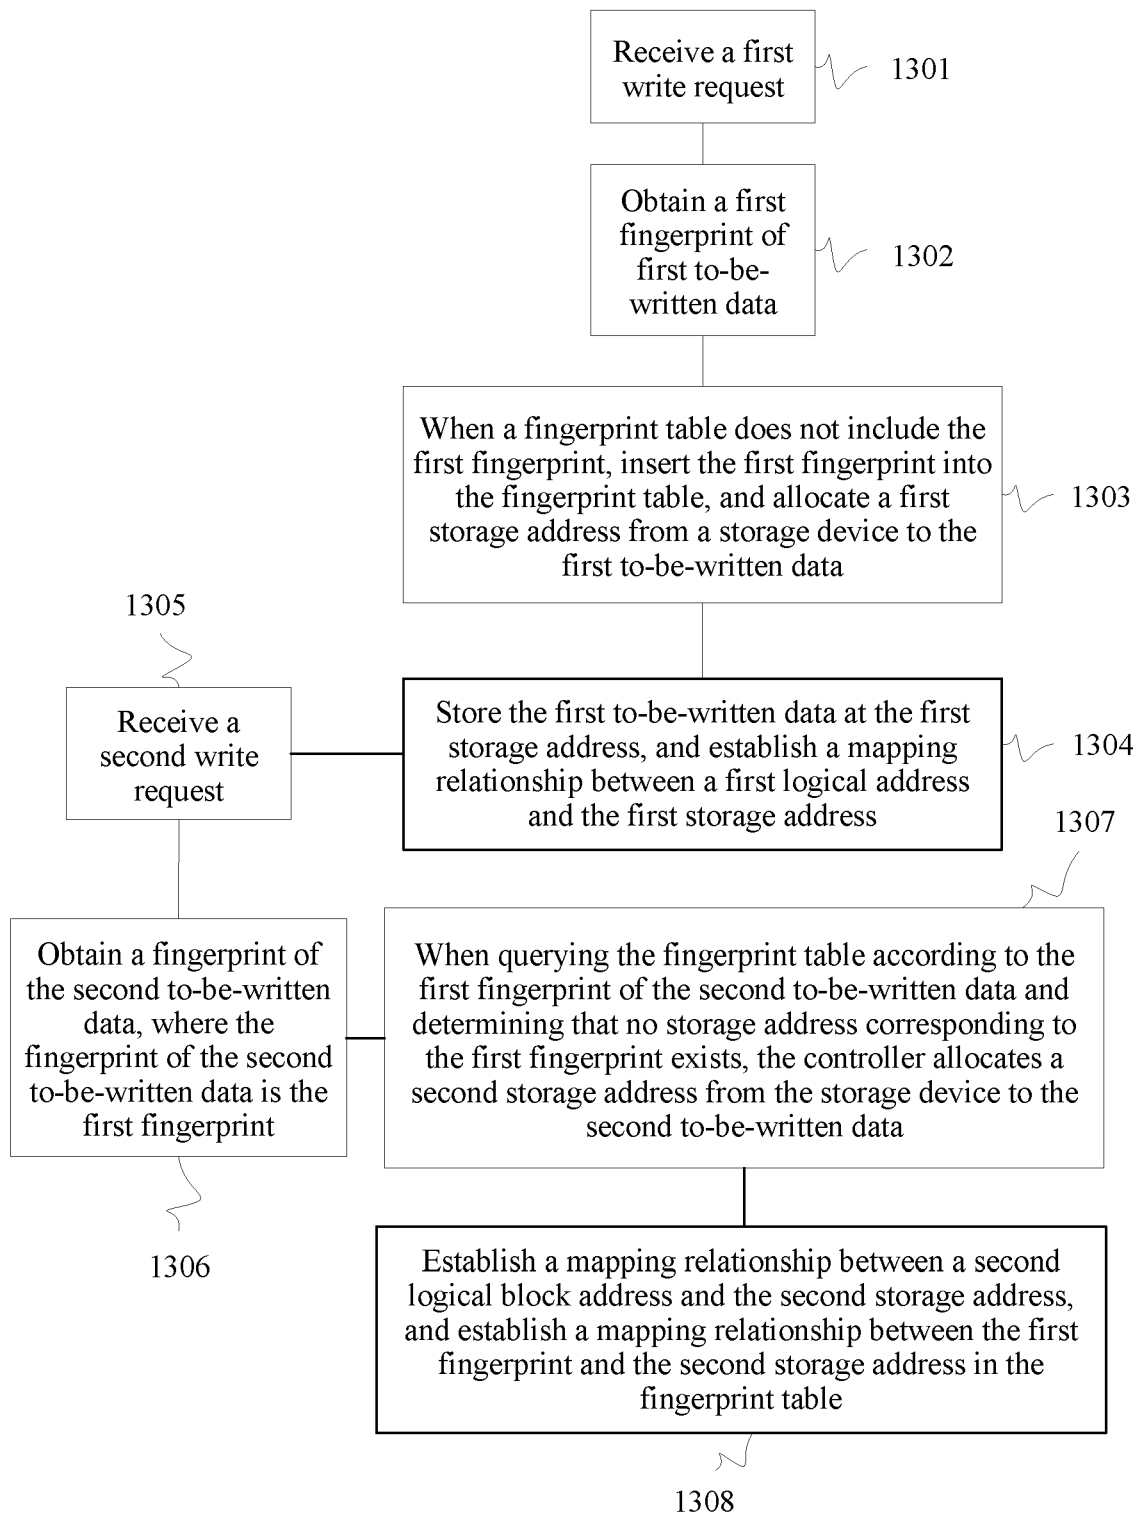 Receive a first
write request
1301
Obtain a first
fingerprint of
first to-be-
written data
1302
When a fingerprint table does not include the
first fingerprint, insert the first fingerprint into
the fingerprint table, and allocate a first
storage address from a storage device to the
first to-be-written data
1303
Store the first to-be-written data at the first
storage address, and establish a mapping
relationship between a first logical address
and the first storage address
1304
1305
Receive a
second write
request
Obtain a fingerprint of
the second to-be-written
data, where the
fingerprint of the second
to-be-written data is the
first fingerprint
1306
1307
When querying the fingerprint table according to the
first fingerprint of the second to-be-written data and
determining that no storage address corresponding to
the first fingerprint exists, the controller allocates a
second storage address from the storage device to the
second to-be-written data
Establish a mapping relationship between a second
logical block address and the second storage address,
and establish a mapping relationship between the first
fingerprint and the second storage address in the
fingerprint table
1308